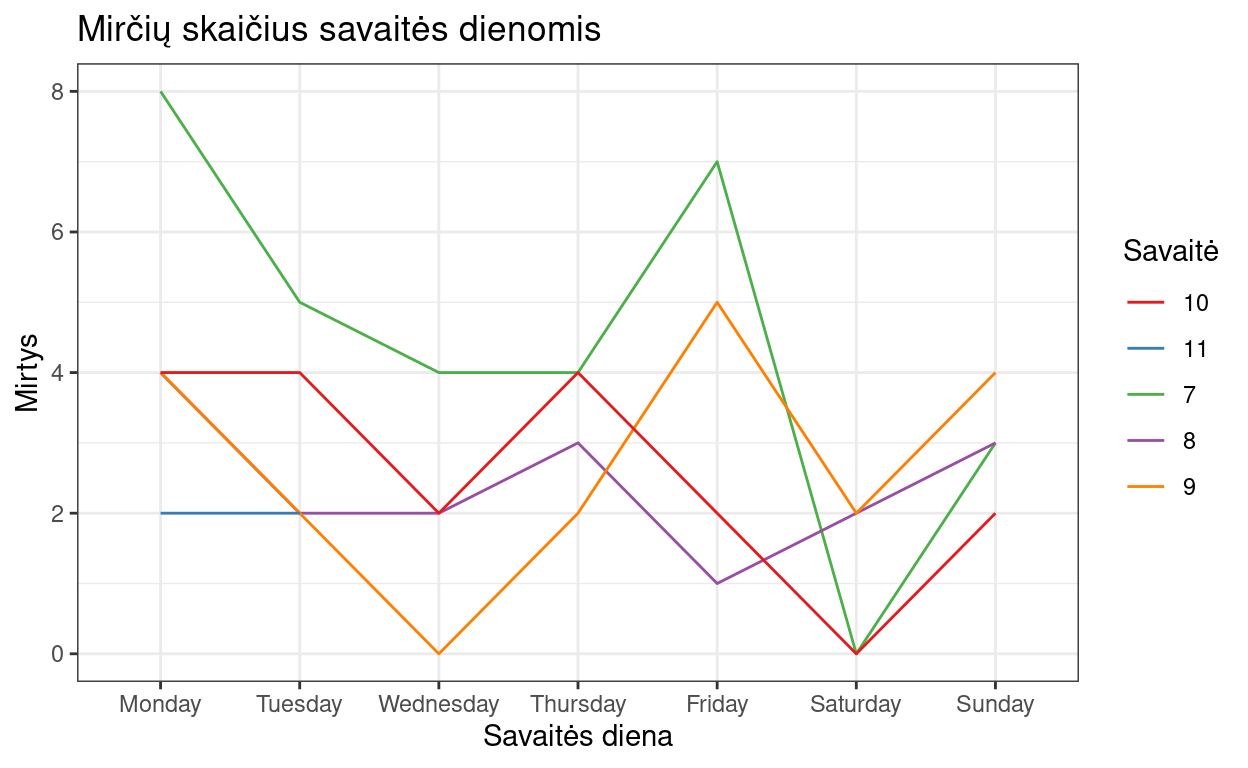 Mirčių skaičius savaitės dienomis
Mirtys
8
6
4
2
0
Monday Tuesday Wednesday Thursday Friday Saturday Sunday
Savaitės diena
Savaitė
10
11
7
8
9